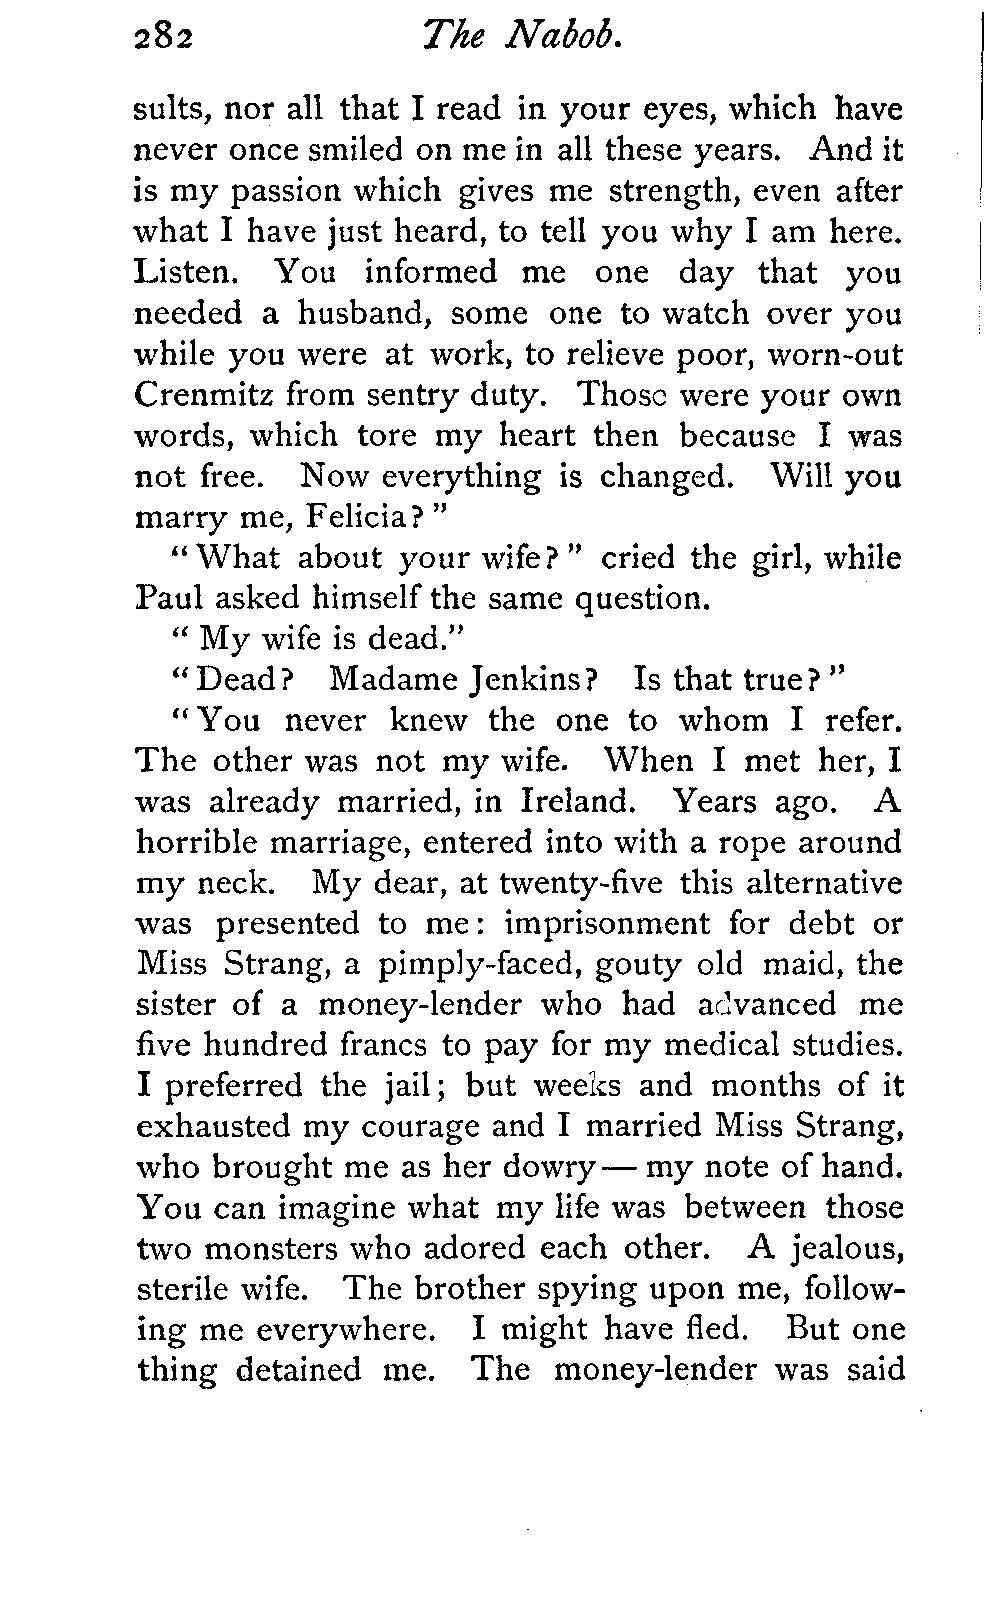 282 The Nabob.
sults, nor all that I read in your eyes, which have
never once smiled on me in all these years. And it
is my passion which gives me strength, even after
what I have just heard, to tell you why I am here.
Listen. You informed me one day that you
needed a husband, some one to watch over you
while you were at work, to relieve poor, worn-out
Crenmitz from sentry duty. Those were your own
words, which tore my heart then because I was
not free. Now everything is changed. Will you
marry me, Felicia?"
"What about your wife?" cried the girl, while
Paul asked himself the same question.
"My wife is dead."
"Dead? Madame Jenkins? Is that true?"
"You never knew the one to whom I refer.
The other was not my wife. When I met her, I
was already married, in Ireland. Years ago. A
horrible marriage, entered into with a rope around
my neck. My dear, at twenty-five this alternative
was presented to me: imprisonment for debt or
Miss Strang, a pimply-faced, gouty old maid, the
sister of a money-lender who had advanced me
five hundred francs to pay for my medical studies.
I preferred the jail; but weeks and months of it
exhausted my courage and I married Miss Strang,
who brought me as her dowry — my note of hand.
You can imagine what my life was between those
two monsters who adored each other. A jealous,
sterile wife. The brother spying upon me, follow-
ing me everywhere. I might have fled. But one
thing detained me. The money-lender was said